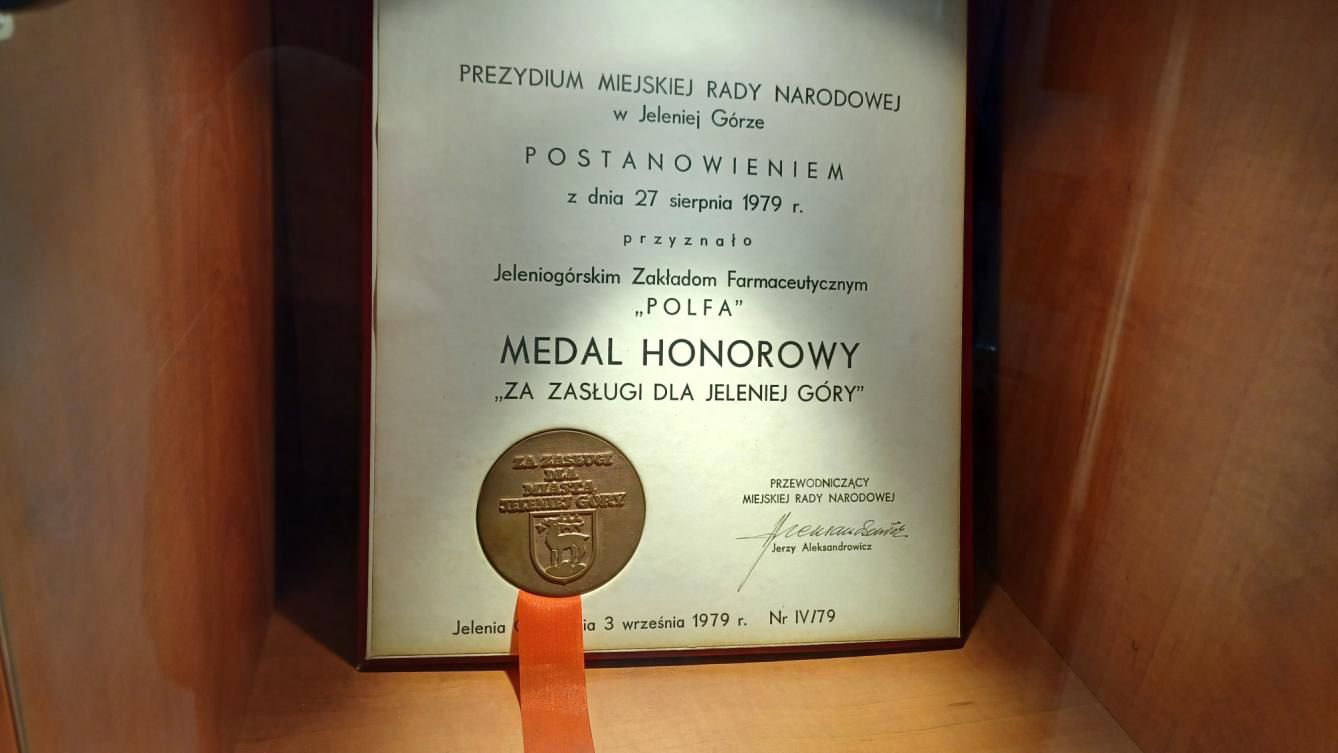 PREZYDIUM MIEJSKIEJ RADY NARODOWEJ
w Jeleniej Górze
POSTANOWIENIEM
z dnia 27 sierpnia 1979 r.
przyznało
Jeleniogórskim Zakładom Farmaceutycznym
„POLFA”
MEDAL HONOROWY
„ZA ZASŁUGI DLA JELENIEJ GÓRY”
ZA ZASŁUGI
DLA
MIASTA
JELENIEJ GÓRY
PRZEWODNICZĄCY
MIEJSKIEJ RADY NARODOWEJ
Jerzy Aleksandrowicz
Jelenia 3 września 1979 r. Nr IV/79